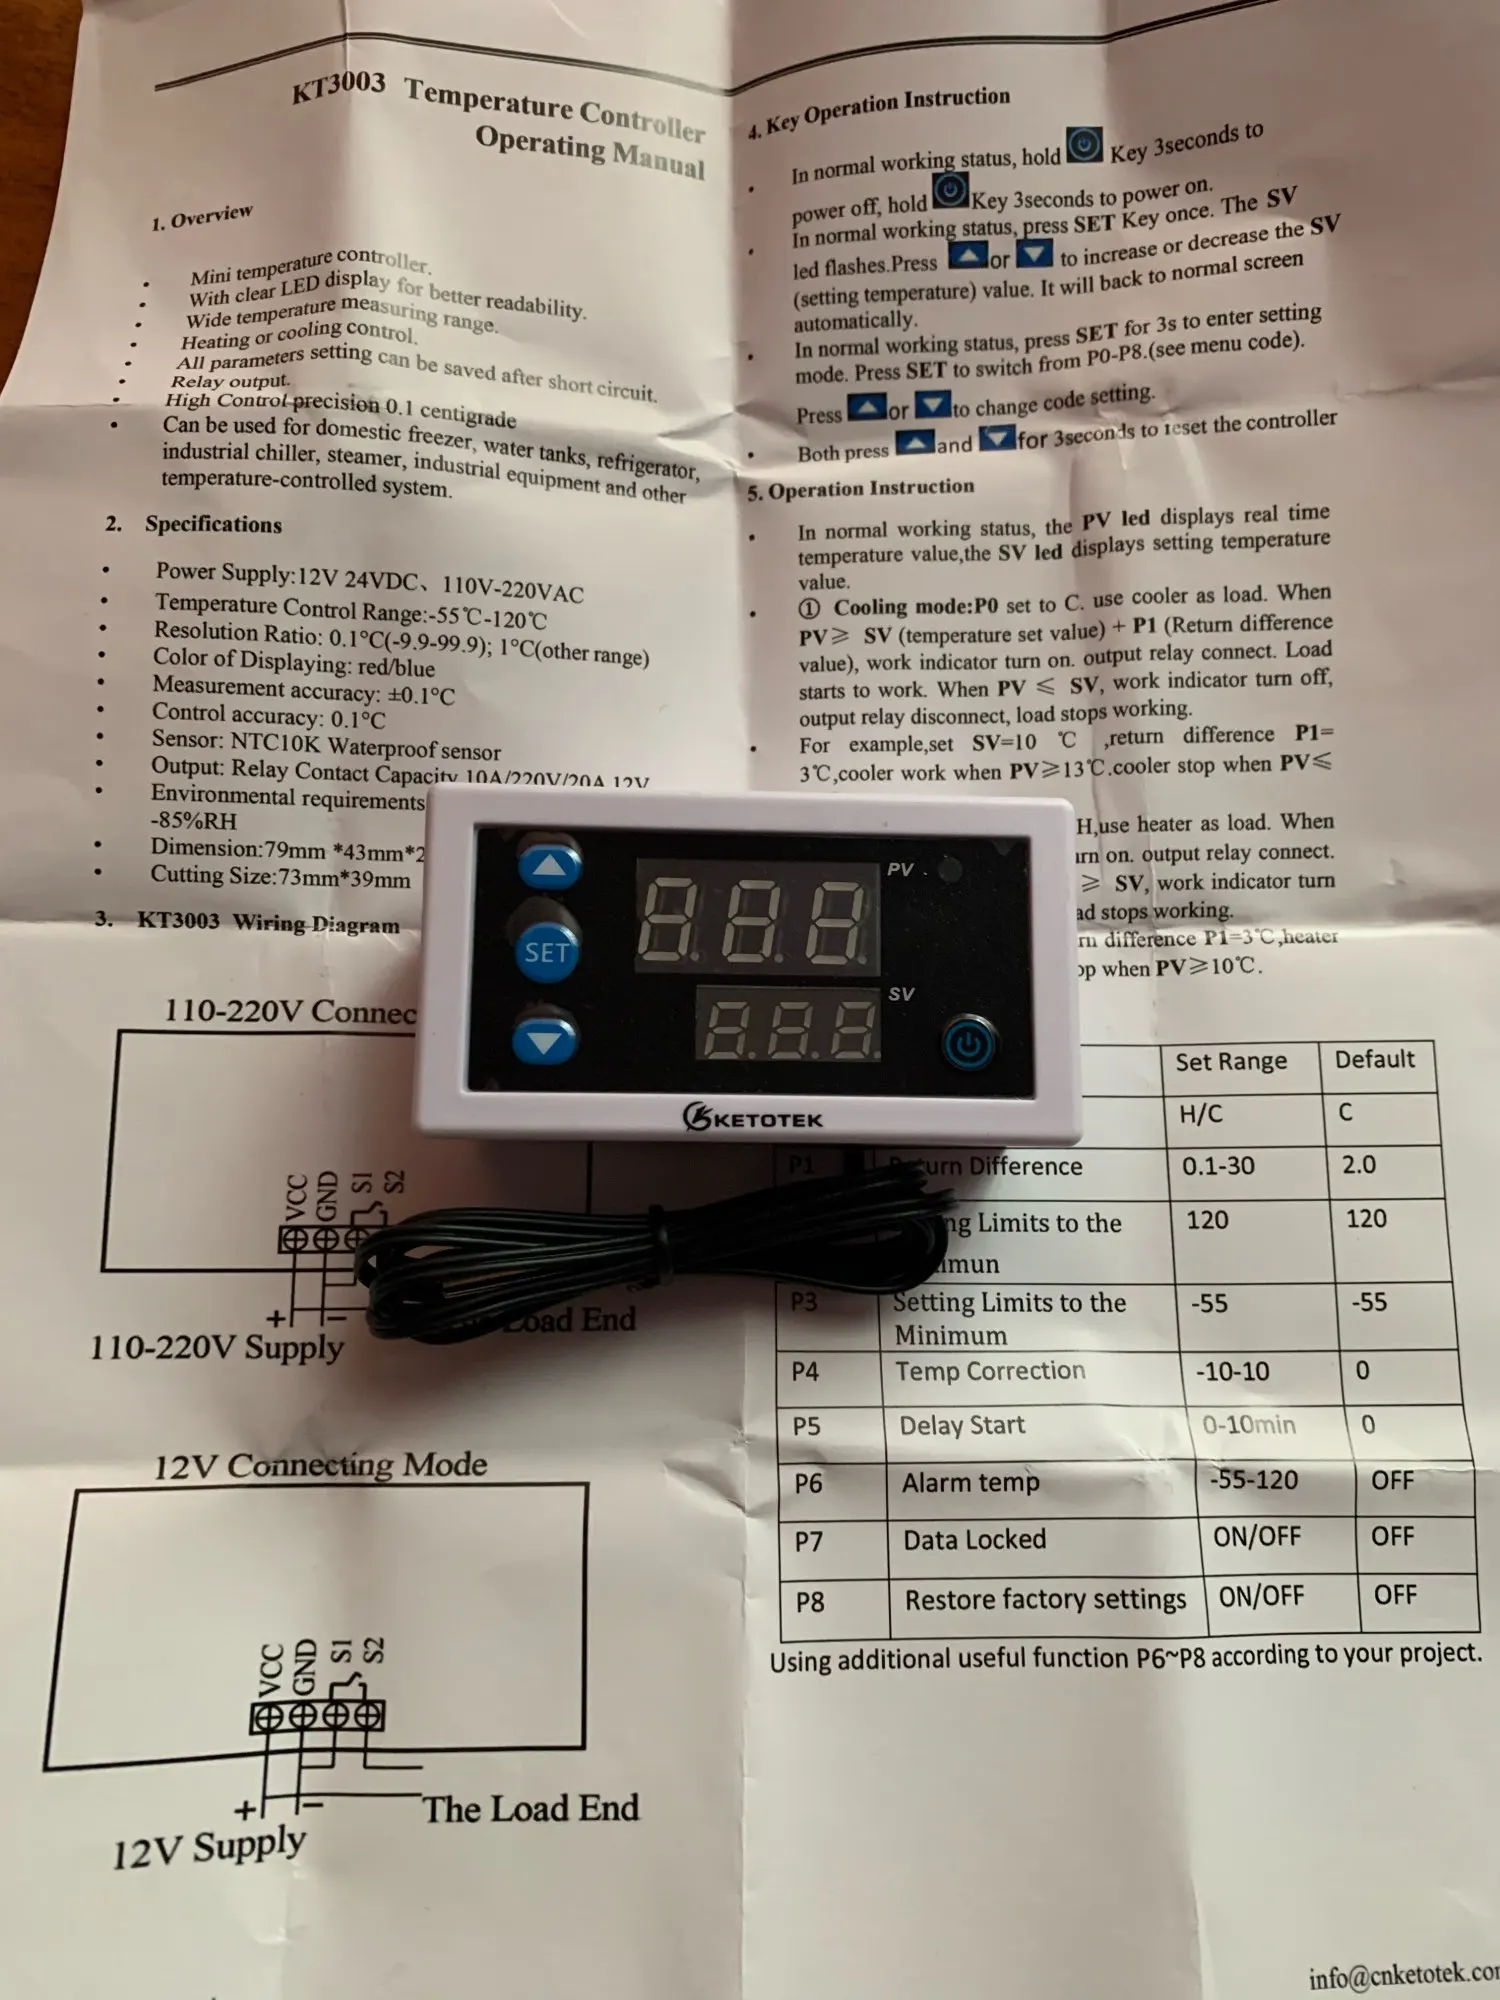 KT3003 Temperature Controller
Operating Manual
1. Overview
Mini temperature controller.
With clear LED display for better readability.
Wide temperature measuring range.
Heating or cooling control.
All parameters setting can be saved after short circuit.
Relay output.
High Control precision 0.1 centigrade
Can be used for domestic freezer, water tanks, refrigerator,
industrial chiller, steamer, industrial equipment and other
temperature-controlled system.
2. Specifications
Power Supply:12V 24VDC、110V-220VAC
Temperature Control Range:-55℃-120℃
Resolution Ratio: 0.1°C(-9.9-99.9); 1°C(other range)
Color of Displaying: red/blue
Measurement accuracy: ±0.1°C
Control accuracy: 0.1°C
Sensor: NTC10K Waterproof sensor
Output: Relay Contact Capacity 10A/220V/20A 12V
Environmental requirements
-85%RH
Dimension:79mm *43mm*2
Cutting Size:73mm*39mm
3. KT3003 Wiring Diagram
110-220V Connec
VCC
GND
S1
S2
+ -
Load End
110-220V Supply
12V Connecting Mode
VCC
GND
S1
S2
+ -
The Load End
12V Supply
4. Key Operation Instruction
In normal working status, hold Key 3seconds to
power off, hold Key 3seconds to power on.
In normal working status, press SET Key once. The SV
led flashes.Press or to increase or decrease the SV
(setting temperature) value. It will back to normal screen
automatically.
In normal working status, press SET for 3s to enter setting
mode. Press SET to switch from P0-P8.(see menu code).
Press or to change code setting.
Both press and for 3seconds to reset the controller
5. Operation Instruction
In normal working status, the PV led displays real time
temperature value,the SV led displays setting temperature
value.
① Cooling mode:P0 set to C. use cooler as load. When
PV≥ SV (temperature set value) + P1 (Return difference
value), work indicator turn on. output relay connect. Load
starts to work. When PV ≤ SV, work indicator turn off,
output relay disconnect, load stops working.
For example,set SV=10 ℃ ,return difference P1=
3℃,cooler work when PV≥13℃.cooler stop when PV≤
H,use heater as load. When
urn on. output relay connect.
≥ SV, work indicator turn
ad stops working.
rn difference P1=3℃,heater
op when PV≥10℃.
PV
SET
SV
KETOTEK
Set Range Default
H/C C
P1 Return Difference 0.1-30 2.0
ng Limits to the 120 120
imun
P3 Setting Limits to the -55 -55
Minimum
P4 Temp Correction -10-10 0
P5 Delay Start 0-10min 0
P6 Alarm temp -55-120 OFF
P7 Data Locked ON/OFF OFF
P8 Restore factory settings ON/OFF OFF
Using additional useful function P6~P8 according to your project.
info@cnketotek.com